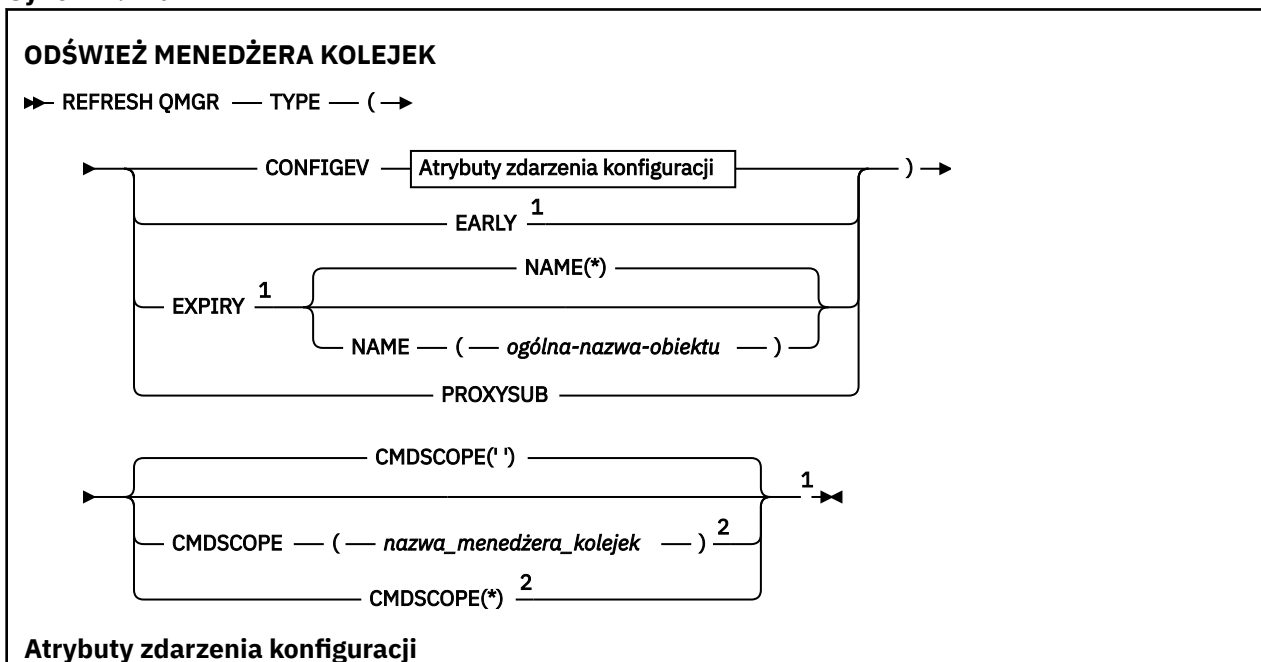 ODŚWIEŻ MENEDŻERA KOLEJEK
REFRESH QMGR TYPE (
CONFIGEV Atrybuty zdarzenia konfiguracji )
EARLY 1
NAME(*)
EXPIRY 1
NAME ( ogólna-nazwa-obiektu )
PROXYSUB
CMDSCOPE(' ')
1
CMDSCOPE ( nazwa_menedżera_kolejek ) 2
CMDSCOPE(*) 2
Atrybuty zdarzenia konfiguracji